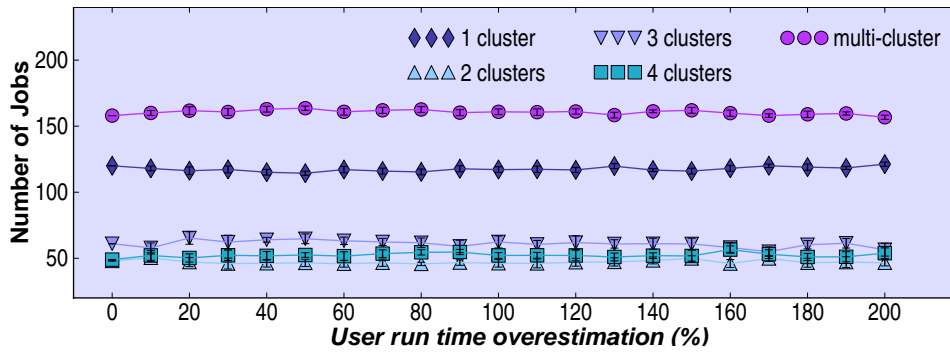 1 cluster
3 clusters
multi-cluster
2 clusters
4 clusters
Number of Jobs
200
150
100
50
0 20 40 60 80 100 120 140 160 180 200
User run time overestimation (%)